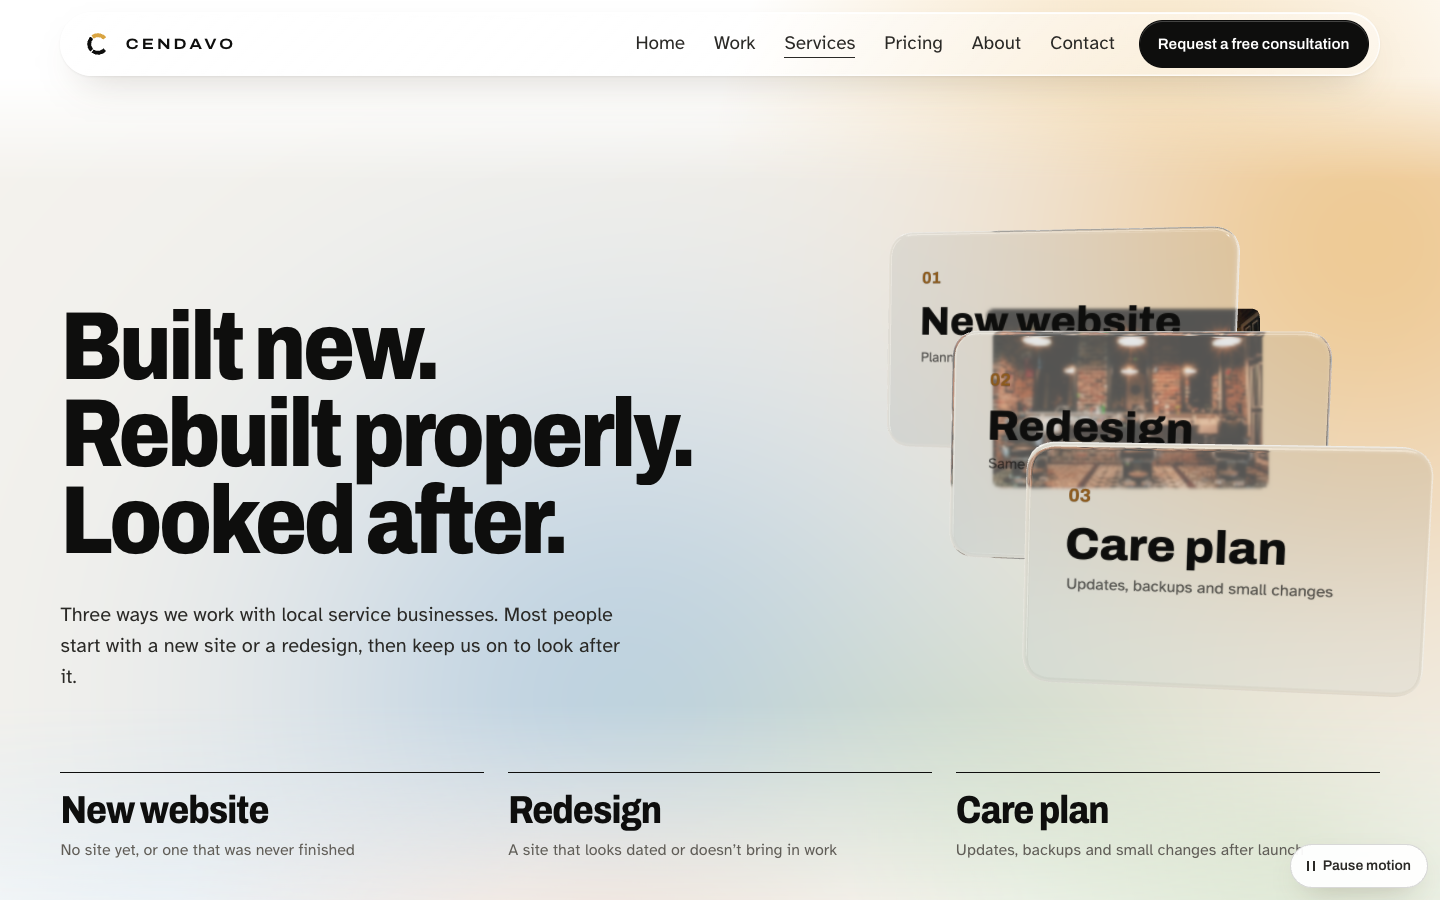 CENDAVO
Home
Work
Services
Pricing
About
Contact
Request a free consultation
Built new.
Rebuilt properly.
Looked after.
Three ways we work with local service businesses. Most people
start with a new site or a redesign, then keep us on to look after
it.
01
New website
02
Redesign
Same
03
Care plan
Updates, backups and small changes
New website
No site yet, or one that was never finished
Redesign
A site that looks dated or doesn’t bring in work
Care plan
Updates, backups and small changes after launch
Pause motion